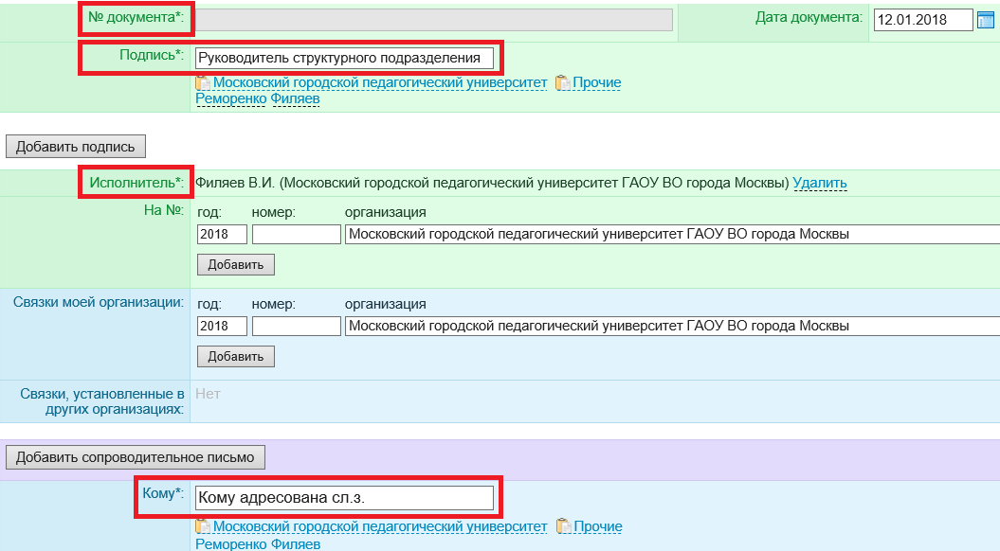 № документа*: Дата документа: 12.01.2018
Подпись*: Руководитель структурного подразделения
Московский городской педагогический университет Прочие
Реморенко Филяев
Добавить подпись
Исполнитель*: Филяев В.И. (Московский городской педагогический университет ГАОУ ВО города Москвы) Удалить
На №: год: номер: организация
2018 Московский городской педагогический университет ГАОУ ВО города Москвы
Добавить
Связки моей организации: год: номер: организация
2018 Московский городской педагогический университет ГАОУ ВО города Москвы
Добавить
Связки, установленные в Нет
других организациях:
Добавить сопроводительное письмо
Кому*: Кому адресована сл.з.
Московский городской педагогический университет Прочие
Реморенко Филяев